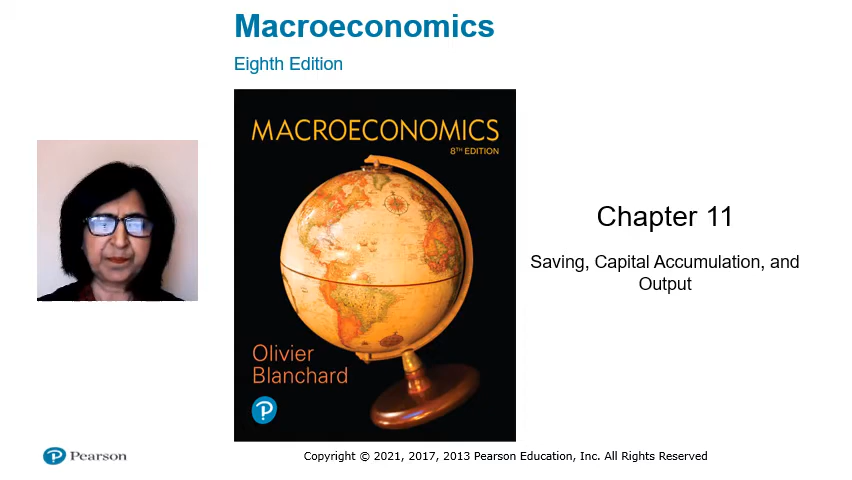 Macroeconomics
Eighth Edition
MACROECONOMICS
8TH EDITION
Olivier
Blanchard
Chapter 11
Saving, Capital Accumulation, and
Output
P Pearson
Copyright © 2021, 2017, 2013 Pearson Education, Inc. All Rights Reserved